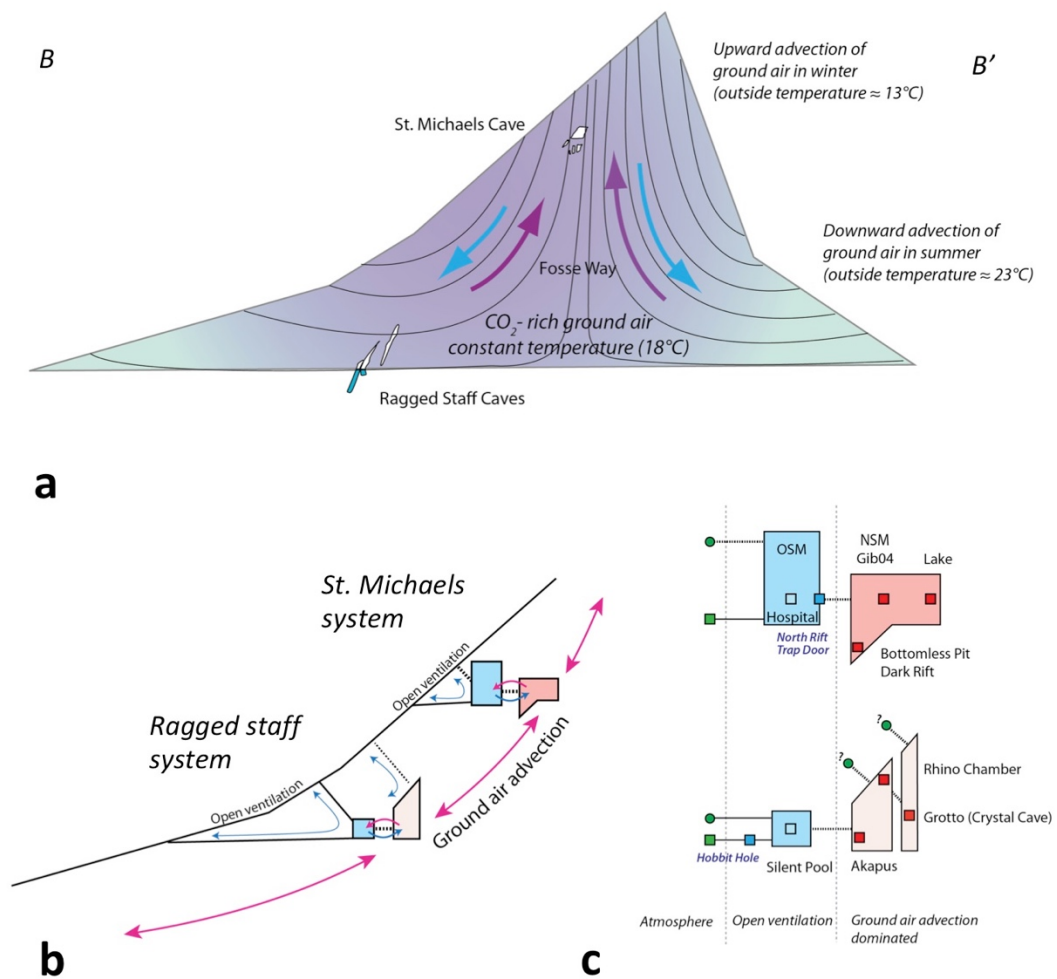 B
Upward advection of
ground air in winter
(outside temperature ≈ 13°C)
B′
St. Michaels Cave
Downward advection of
ground air in summer
(outside temperature ≈ 23°C)
Fosse Way
CO₂- rich ground air
constant temperature (18°C)
Ragged Staff Caves
a
St. Michaels
system
Open ventilation
Ragged staff
system
Open ventilation
Ground air advection
b
OSM
NSM
Gib04
Lake
Hospital
North Rift
Trap Door
Bottomless Pit
Dark Rift
?
?
Rhino Chamber
Grotto (Crystal Cave)
Hobbit Hole
Silent Pool
Akapus
Atmosphere
Open ventilation
Ground air advection
dominated
c